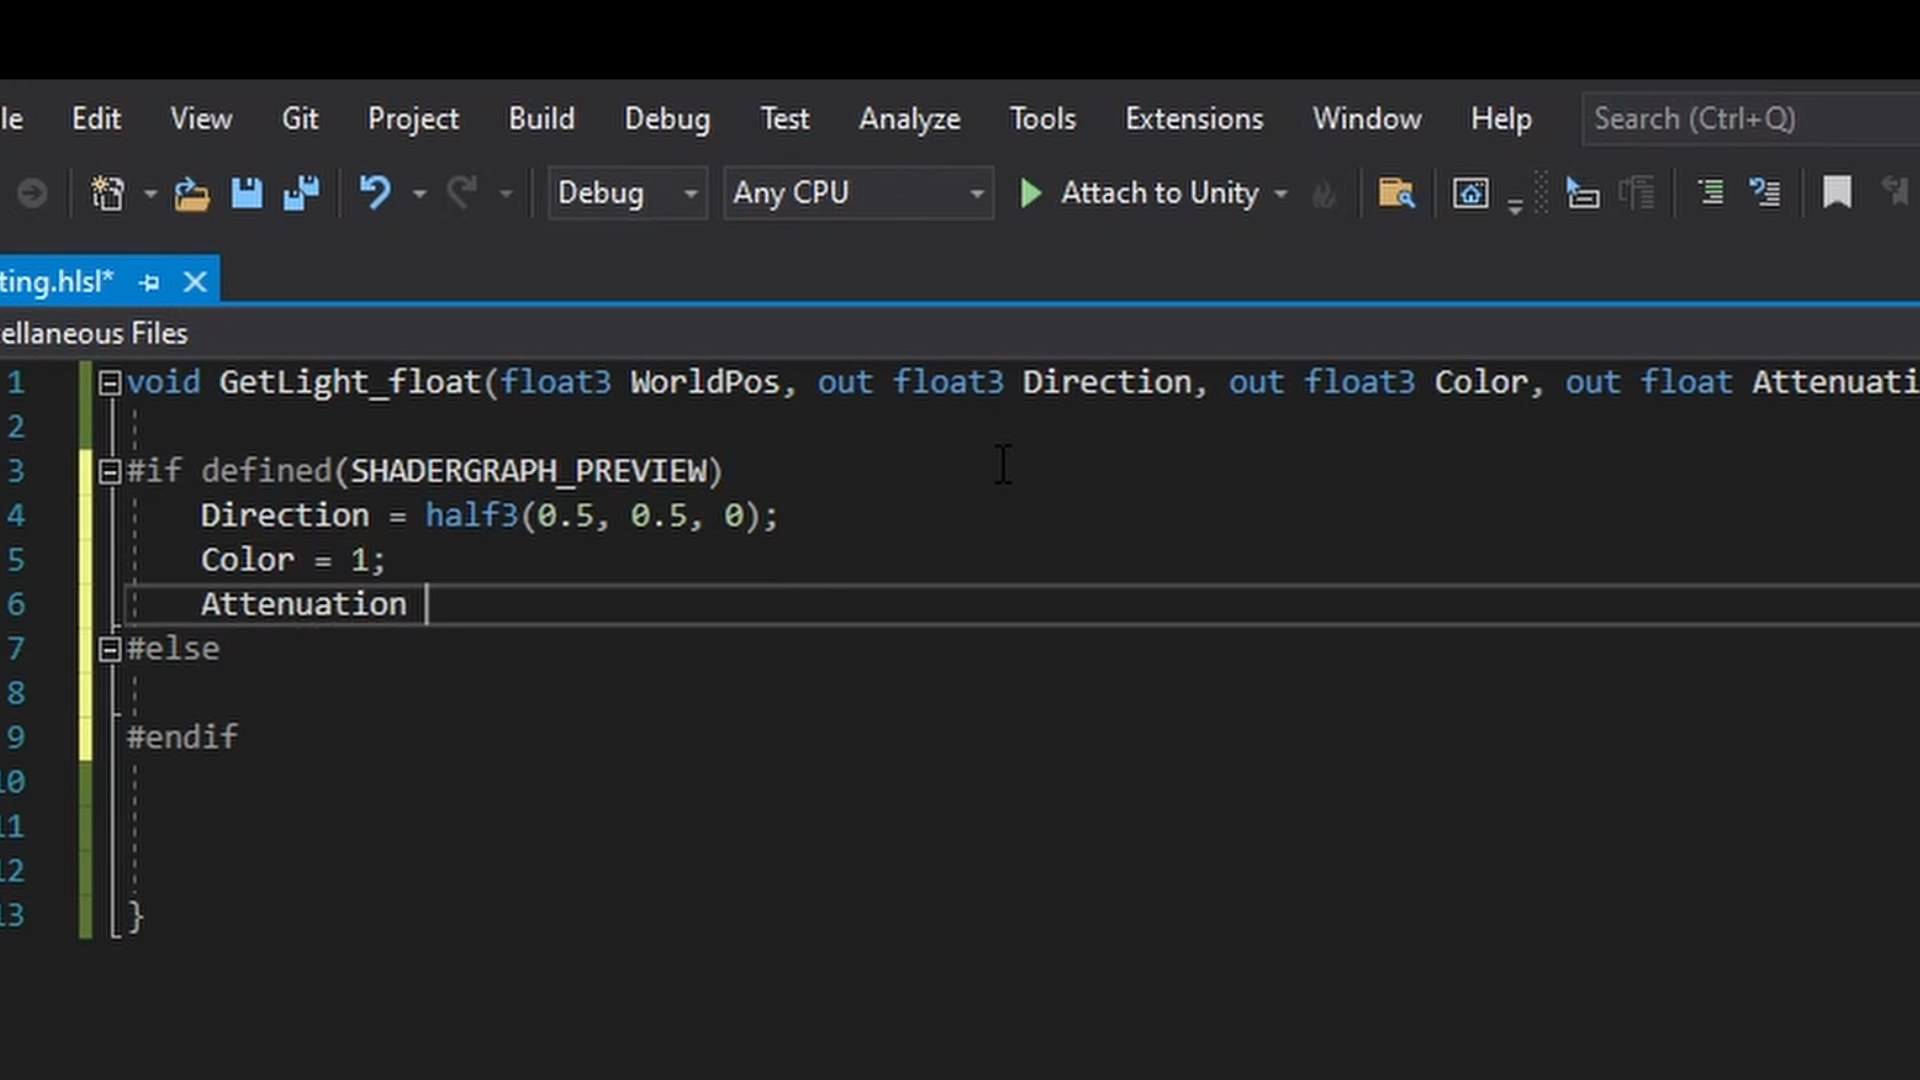 le Edit View Git Project Build Debug Test Analyze Tools Extensions Window Help Search (Ctrl+Q)
Debug Any CPU Attach to Unity
ting.hlsl*
ellaneous Files
1 void GetLight_float(float3 WorldPos, out float3 Direction, out float3 Color, out float Attenuati
2
3 #if defined(SHADERGRAPH_PREVIEW)
4 Direction = half3(0.5, 0.5, 0);
5 Color = 1;
6 Attenuation
7 #else
8
9 #endif
10
11
12
13 }